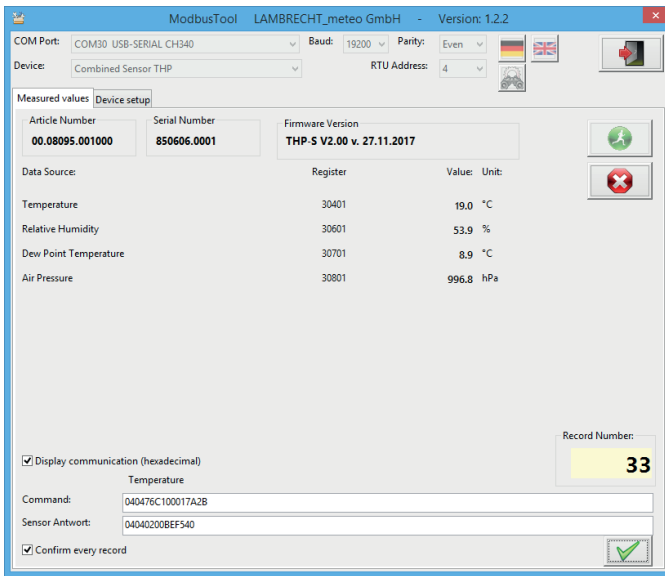 ModbusTool LAMBRECHT_meteo GmbH - Version: 1.2.2
COM Port: COM30 USB-SERIAL CH340 Baud: 19200 Parity: Even
Device: Combined Sensor THP RTU Address: 4
Measured values Device setup
Article Number Serial Number Firmware Version
00.08095.001000 850606.0001 THP-S V2.00 v. 27.11.2017
Data Source: Register Value: Unit:
Temperature 30401 19.0 °C
Relative Humidity 30601 53.9 %
Dew Point Temperature 30701 8.9 °C
Air Pressure 30801 996.8 hPa
Record Number:
33
Display communication (hexadecimal)
Temperature
Command: 040476C100017A2B
Sensor Antwort: 04040200BEF540
Confirm every record